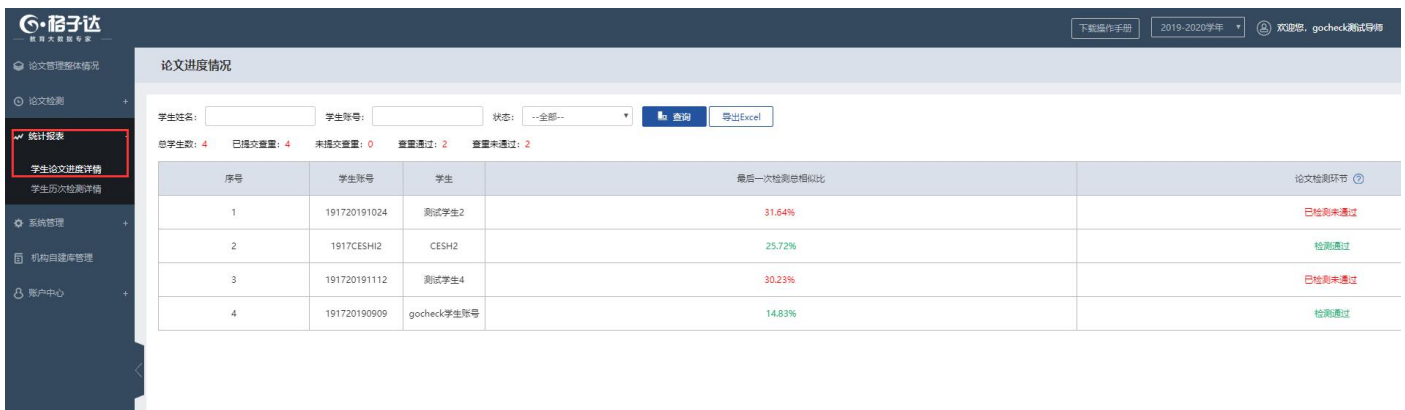 格子达
教育大数据专家
下载操作手册 2019-2020学年 欢迎您，gocheck测试导师
论文管理整体情况
论文检测 +
统计报表 -
学生论文进度详情
学生历次检测详情
系统管理 +
机构自建库管理
账户中心 +
论文进度情况
学生姓名： 学生账号： 状态： --全部-- 查询 导出Excel
总学生数：4 已提交查重：4 未提交查重：0 查重通过：2 查重未通过：2
序号 学生账号 学生 最后一次检测总相似比 论文检测环节 ?
1 191720191024 测试学生2 31.64% 已检测未通过
2 1917CESHI2 CESH2 25.72% 检测通过
3 191720191112 测试学生4 30.23% 已检测未通过
4 191720190909 gocheck学生账号 14.83% 检测通过